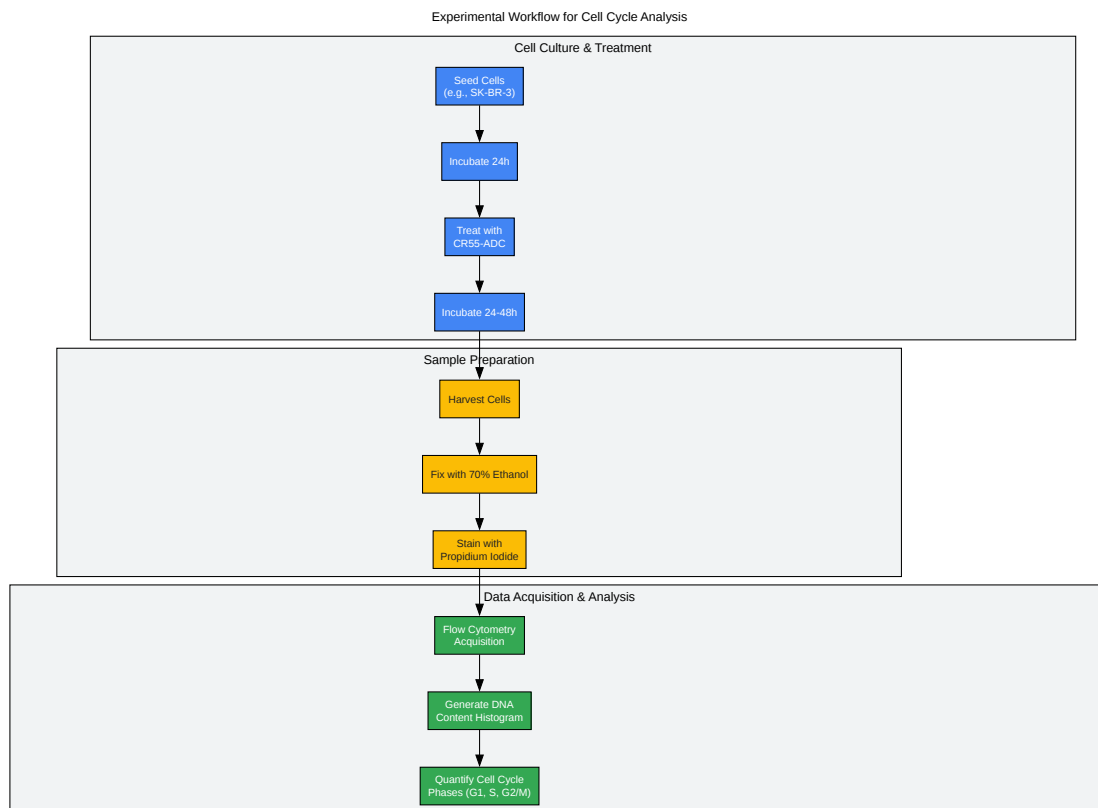 Experimental Workflow for Cell Cycle Analysis
Cell Culture & Treatment
Seed Cells
(e.g., SK-BR-3)
Incubate 24h
Treat with
CR55-ADC
Incubate 24-48h
Sample Preparation
Harvest Cells
Fix with 70% Ethanol
Stain with
Propidium Iodide
Data Acquisition & Analysis
Flow Cytometry
Acquisition
Generate DNA
Content Histogram
Quantify Cell Cycle
Phases (G1, S, G2/M)